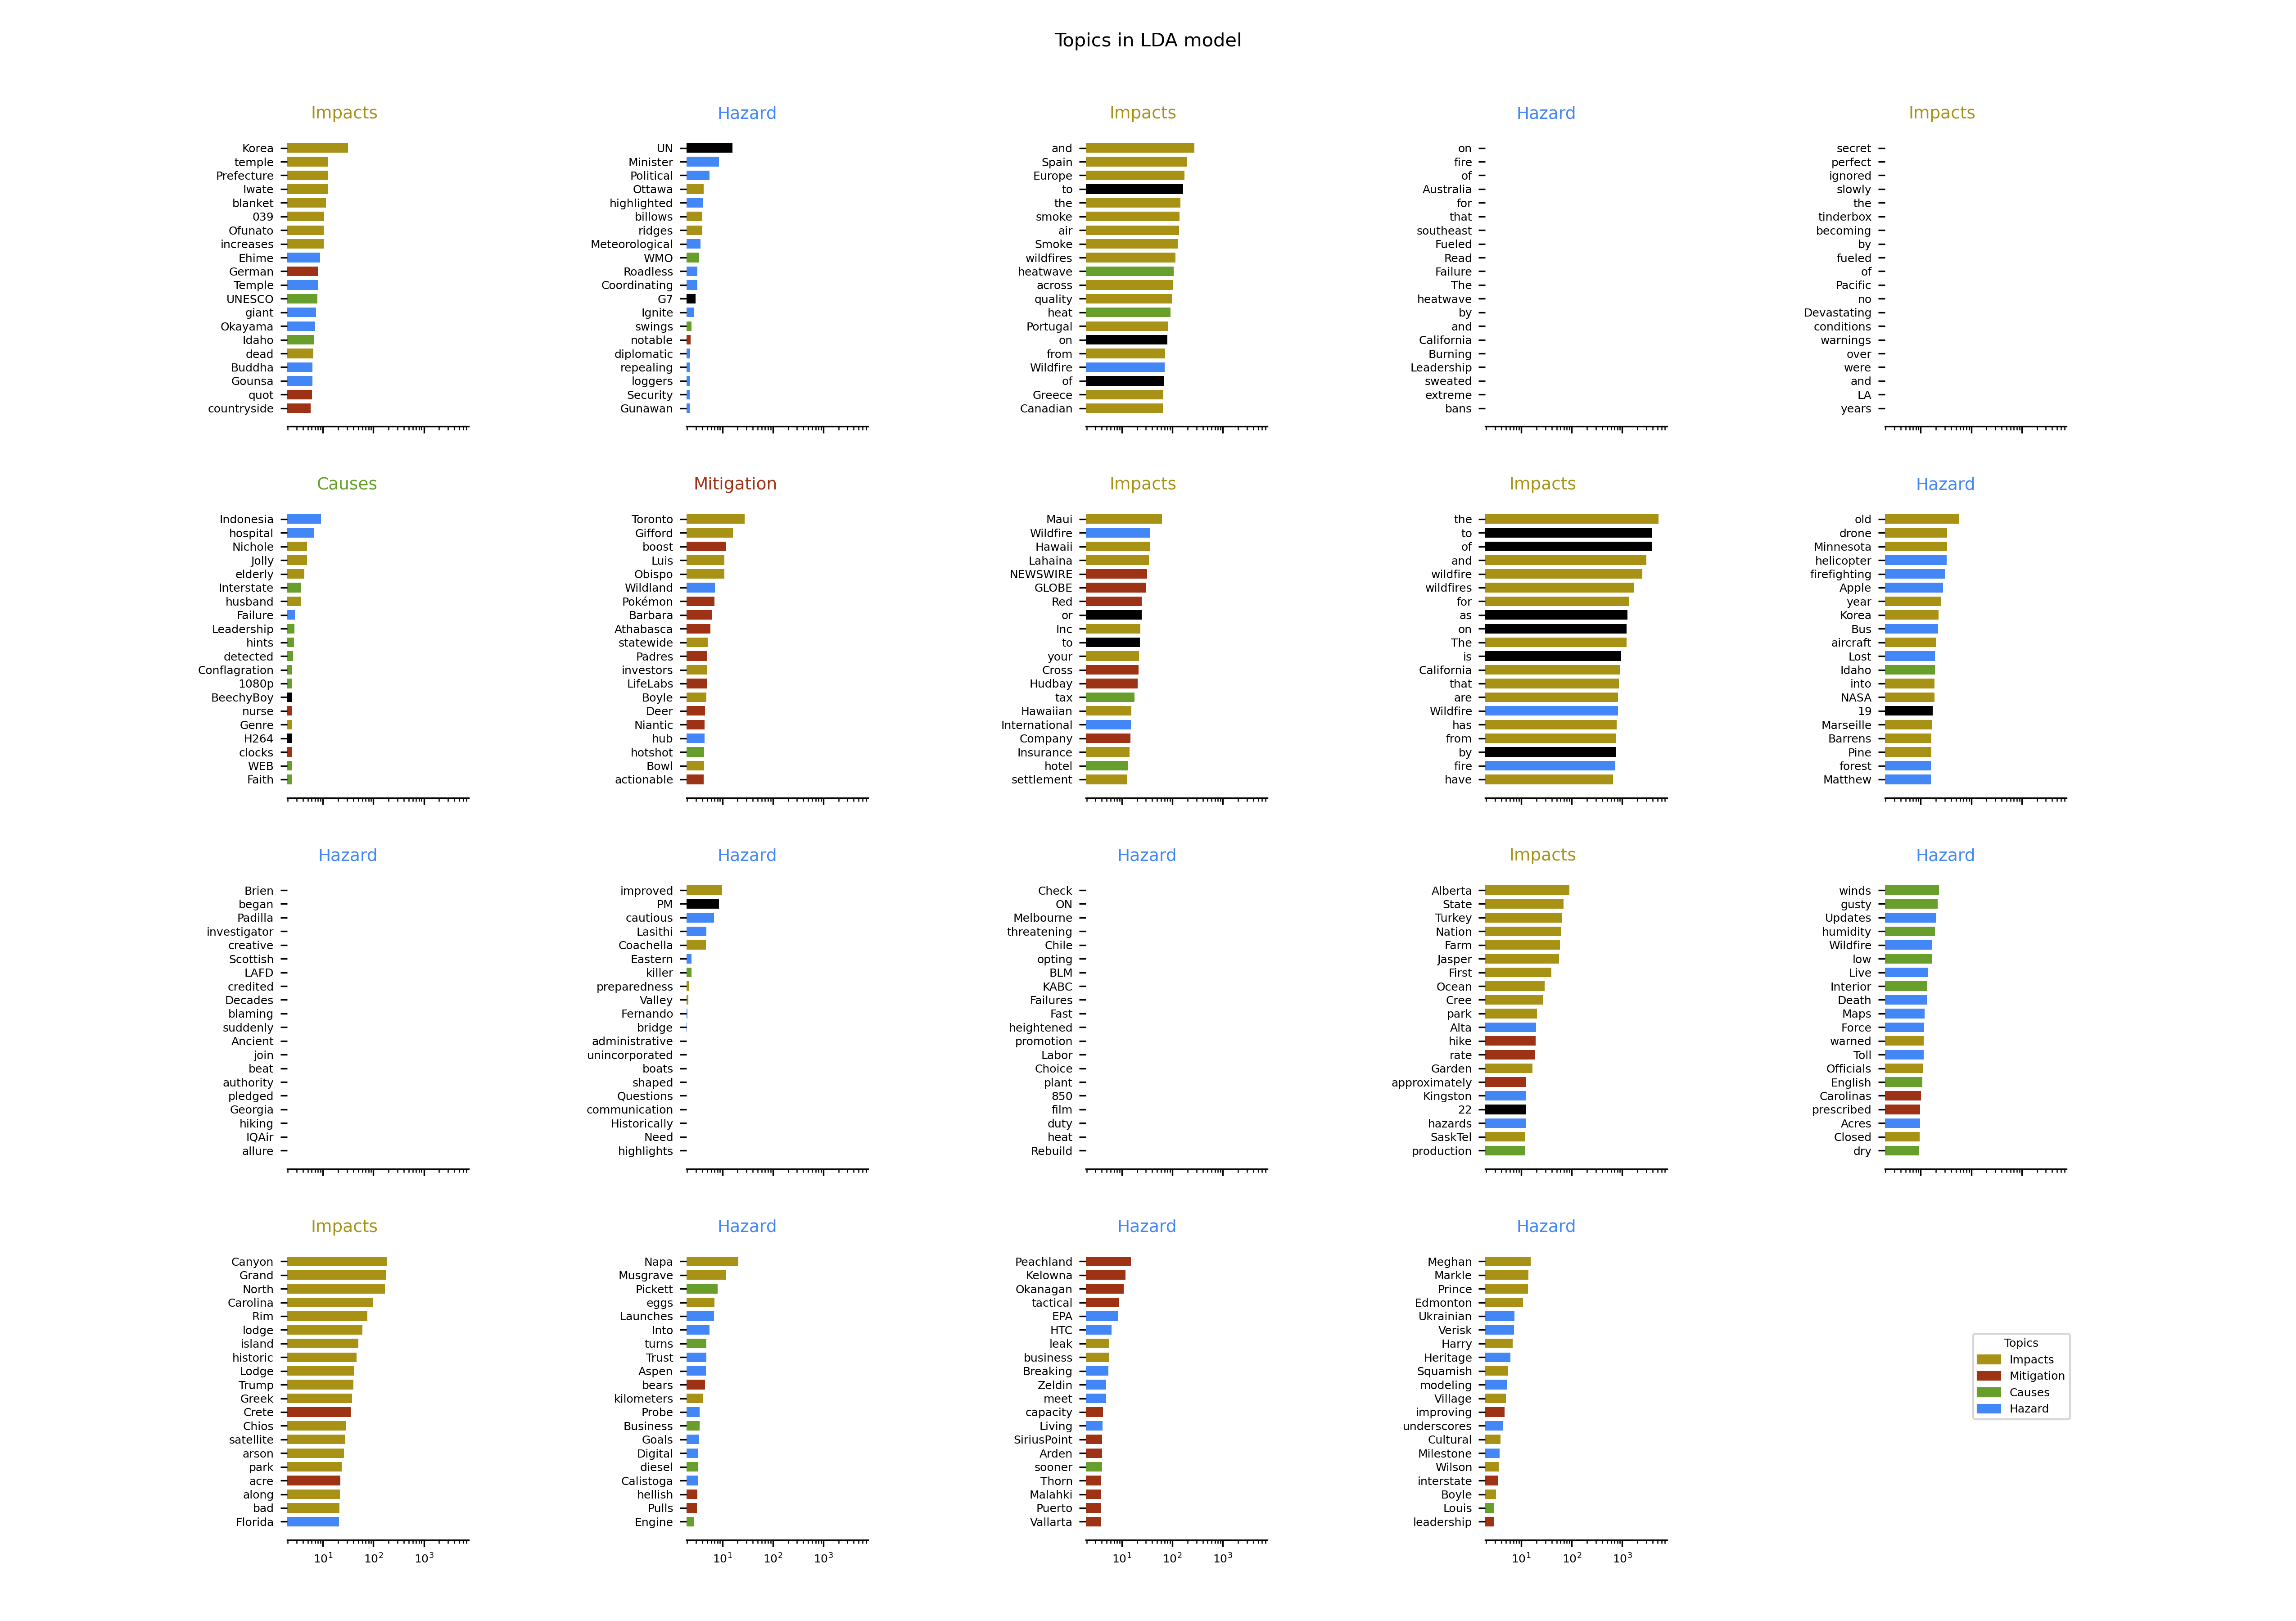 Topics in LDA model
Impacts
Korea
temple
Prefecture
Iwate
blanket
039
Ofunato
increases
Ehime
German
Temple
UNESCO
giant
Okayama
Idaho
dead
Buddha
Gounsa
quot
countryside
Hazard
UN
Minister
Political
Ottawa
highlighted
billows
ridges
Meteorological
WMO
Roadless
Coordinating
G7
Ignite
swings
notable
diplomatic
repealing
loggers
Security
Gunawan
Impacts
and
Spain
Europe
to
the
smoke
air
Smoke
wildfires
heatwave
across
quality
heat
Portugal
on
from
Wildfire
of
Greece
Canadian
Hazard
on
fire
of
Australia
for
that
southeast
Fueled
Read
Failure
The
heatwave
by
and
California
Burning
Leadership
sweated
extreme
bans
Impacts
secret
perfect
ignored
slowly
the
tinderbox
becoming
by
fueled
of
Pacific
no
Devastating
conditions
warnings
over
were
and
LA
years
Causes
Indonesia
hospital
Nichole
Jolly
elderly
Interstate
husband
Failure
Leadership
hints
detected
Conflagration
1080p
BeechyBoy
nurse
Genre
H264
clocks
WEB
Faith
Mitigation
Toronto
Gifford
boost
Luis
Obispo
Wildland
Pokémon
Barbara
Athabasca
statewide
Padres
investors
LifeLabs
Boyle
Deer
Niantic
hub
hotshot
Bowl
actionable
Impacts
Maui
Wildfire
Hawaii
Lahaina
NEWSWIRE
GLOBE
Red
or
Inc
to
your
Cross
Hudbay
tax
Hawaiian
International
Company
Insurance
hotel
settlement
Impacts
the
to
of
and
wildfire
wildfires
for
as
on
The
is
California
that
are
Wildfire
has
from
by
fire
have
Hazard
old
drone
Minnesota
helicopter
firefighting
Apple
year
Korea
Bus
aircraft
Lost
Idaho
into
NASA
19
Marseille
Barrens
Pine
forest
Matthew
Hazard
Brien
began
Padilla
investigator
creative
Scottish
LAFD
credited
Decades
blaming
suddenly
Ancient
join
beat
authority
pledged
Georgia
hiking
IQAir
allure
Hazard
improved
PM
cautious
Lasithi
Coachella
Eastern
killer
preparedness
Valley
Fernando
bridge
administrative
unincorporated
boats
shaped
Questions
communication
Historically
Need
highlights
Hazard
Check
ON
Melbourne
threatening
Chile
opting
BLM
KABC
Failures
Fast
heightened
promotion
Labor
Choice
plant
850
film
duty
heat
Rebuild
Impacts
Alberta
State
Turkey
Nation
Farm
Jasper
First
Ocean
Cree
park
Alta
hike
rate
Garden
approximately
Kingston
22
hazards
SaskTel
production
Hazard
winds
gusty
Updates
humidity
Wildfire
low
Live
Interior
Death
Maps
Force
warned
Toll
Officials
English
Carolinas
prescribed
Acres
Closed
dry
Impacts
Canyon
Grand
North
Carolina
Rim
lodge
island
historic
Lodge
Trump
Greek
Crete
Chios
satellite
arson
park
acre
along
bad
Florida
10¹ 10² 10³
Hazard
Napa
Musgrave
Pickett
eggs
Launches
Into
turns
Trust
Aspen
bears
kilometers
Probe
Business
Goals
Digital
diesel
Calistoga
hellish
Pulls
Engine
10¹ 10² 10³
Hazard
Peachland
Kelowna
Okanagan
tactical
EPA
HTC
leak
business
Breaking
Zeldin
meet
capacity
Living
SiriusPoint
Arden
sooner
Thorn
Malahki
Puerto
Vallarta
10¹ 10² 10³
Hazard
Meghan
Markle
Prince
Edmonton
Ukrainian
Verisk
Harry
Heritage
Squamish
modeling
Village
improving
underscores
Cultural
Milestone
Wilson
interstate
Boyle
Louis
leadership
10¹ 10² 10³
Topics
Impacts
Mitigation
Causes
Hazard